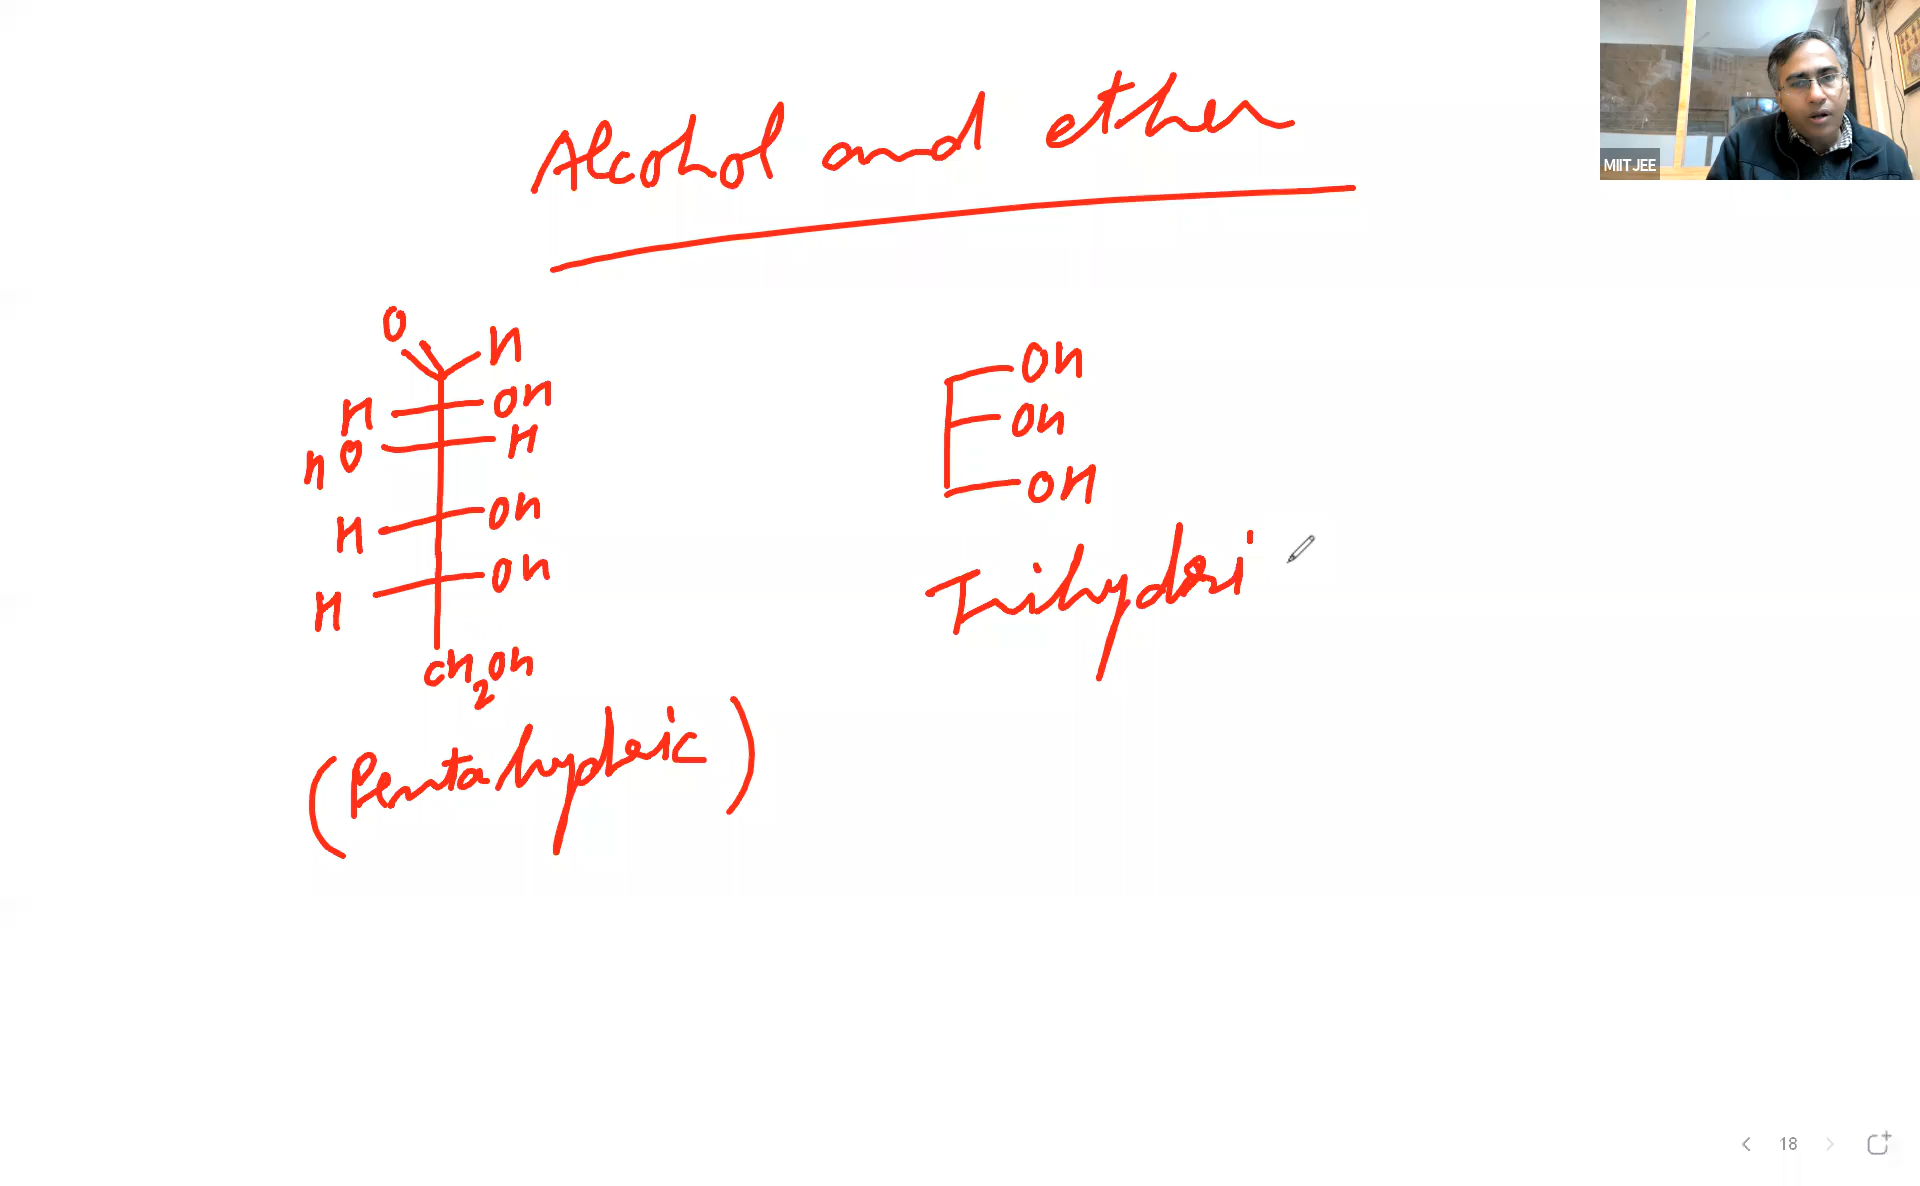 Alcohol and ether
MIIT JEE
O H
H OH
HO H
H OH
H OH
CH2OH
(Pentahydric)
OH
OH
OH
Trihydri
18